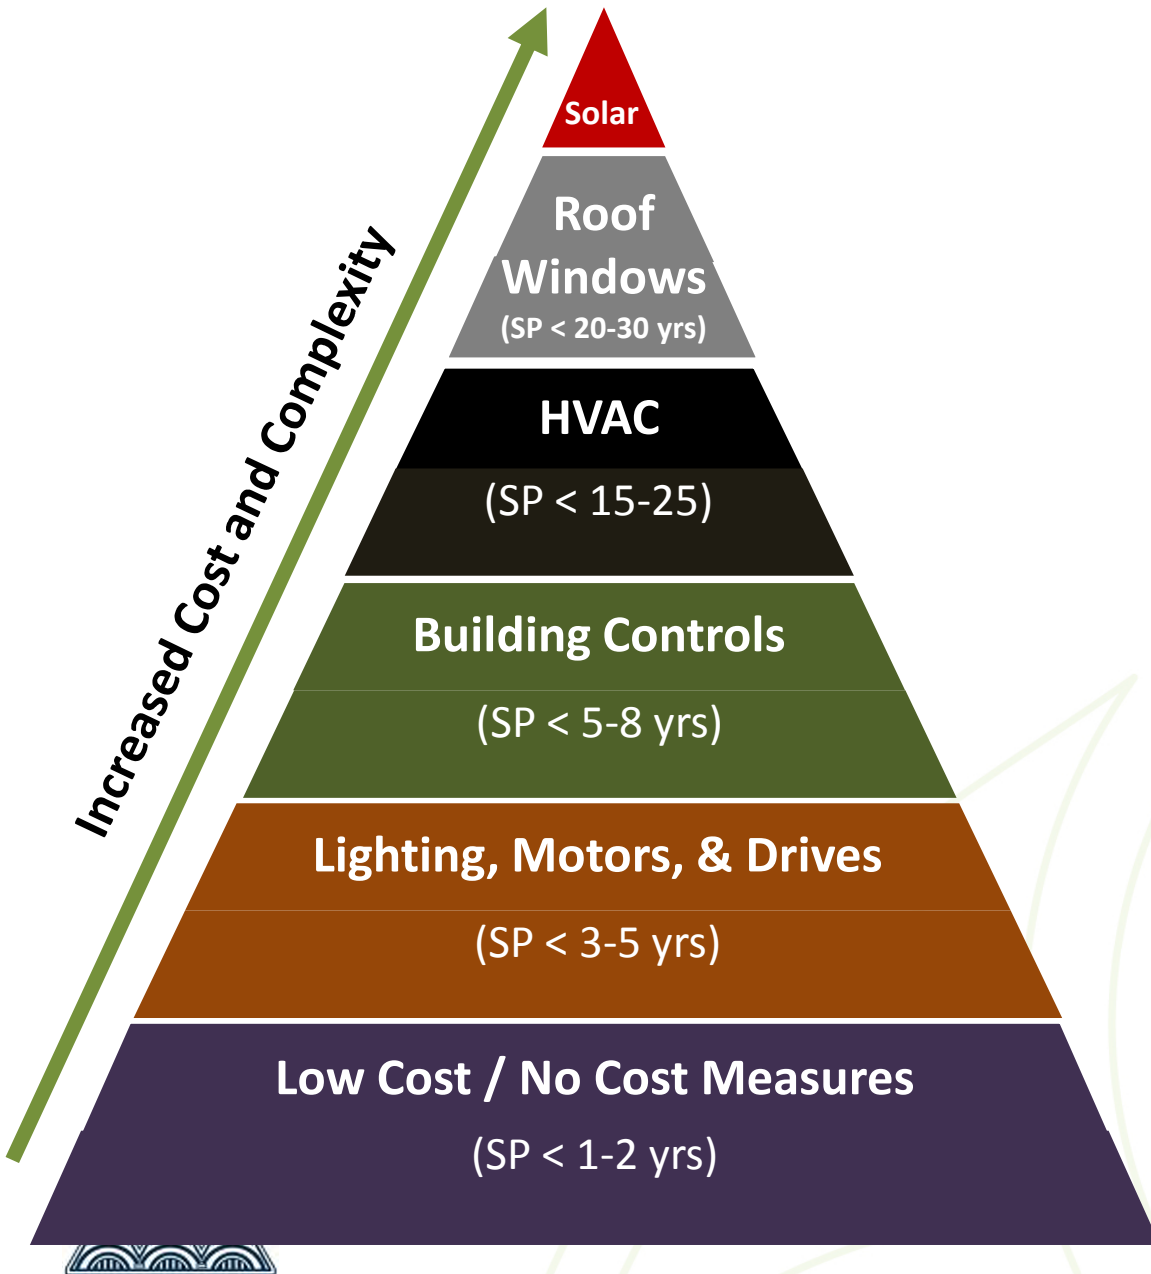 Solar
Roof
Windows
(SP < 20-30 yrs)
HVAC
(SP < 15-25)
Building Controls
(SP < 5-8 yrs)
Lighting, Motors, & Drives
(SP < 3-5 yrs)
Low Cost / No Cost Measures
(SP < 1-2 yrs)
Increased Cost and Complexity